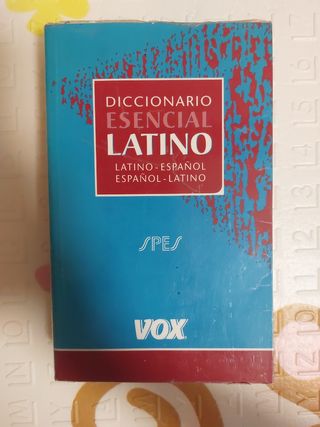 DICCIONARIO
ESENCIAL
LATINO
LATINO-ESPAÑOL
ESPAÑOL-LATINO
SPES
VOX